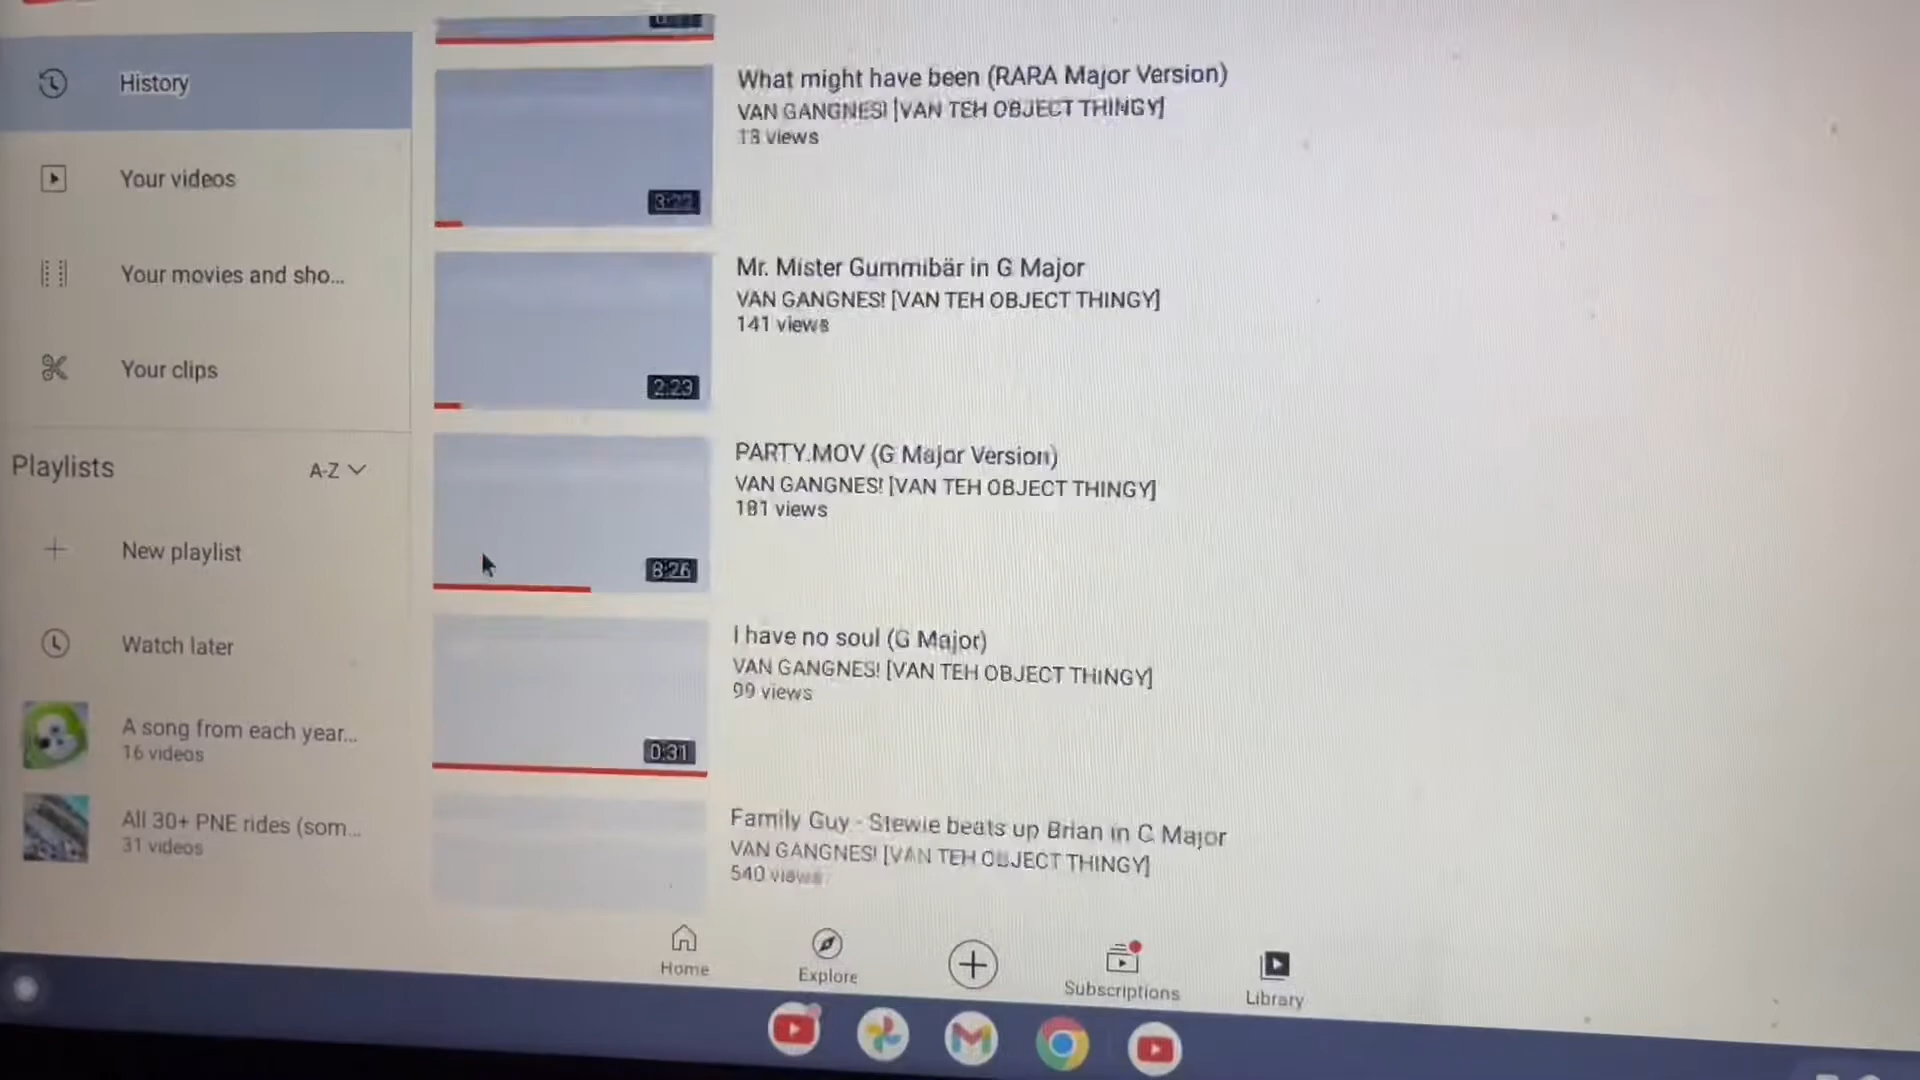 History
Your videos
Your movies and sho...
Your clips
Playlists
A-Z
New playlist
Watch later
A song from each year...
16 videos
All 30+ PNE rides (som...
31 videos
What might have been (RARA Major Version)
VAN GANGNES! [VAN TEH OBJECT THINGY]
13 views
Mr. Mister Gummibär in G Major
VAN GANGNES! [VAN TEH OBJECT THINGY]
141 views
2:23
PARTY.MOV (G Major Version)
VAN GANGNES! [VAN TEH OBJECT THINGY]
181 views
8:26
I have no soul (G Major)
VAN GANGNES! [VAN TEH OBJECT THINGY]
99 views
0:31
Family Guy - Stewie beats up Brian in C Major
VAN GANGNES! [VAN TEH OBJECT THINGY]
540 views
Home
Explore
Subscriptions
Library